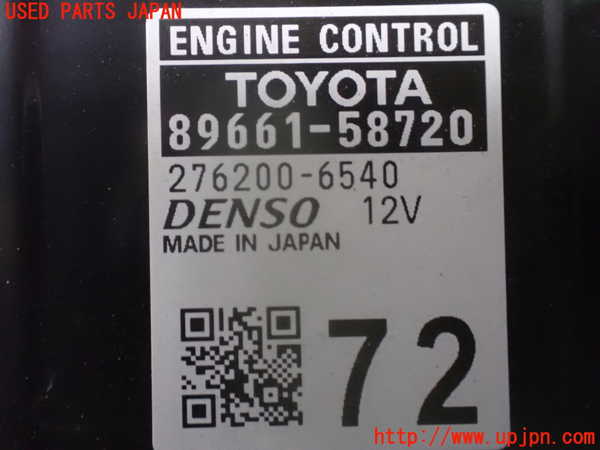 USED PARTS JAPAN
ENGINE CONTROL
TOYOTA
89661-58720
276200-6540
DENSO 12V
MADE IN JAPAN
72
http://www.upjpn.com/